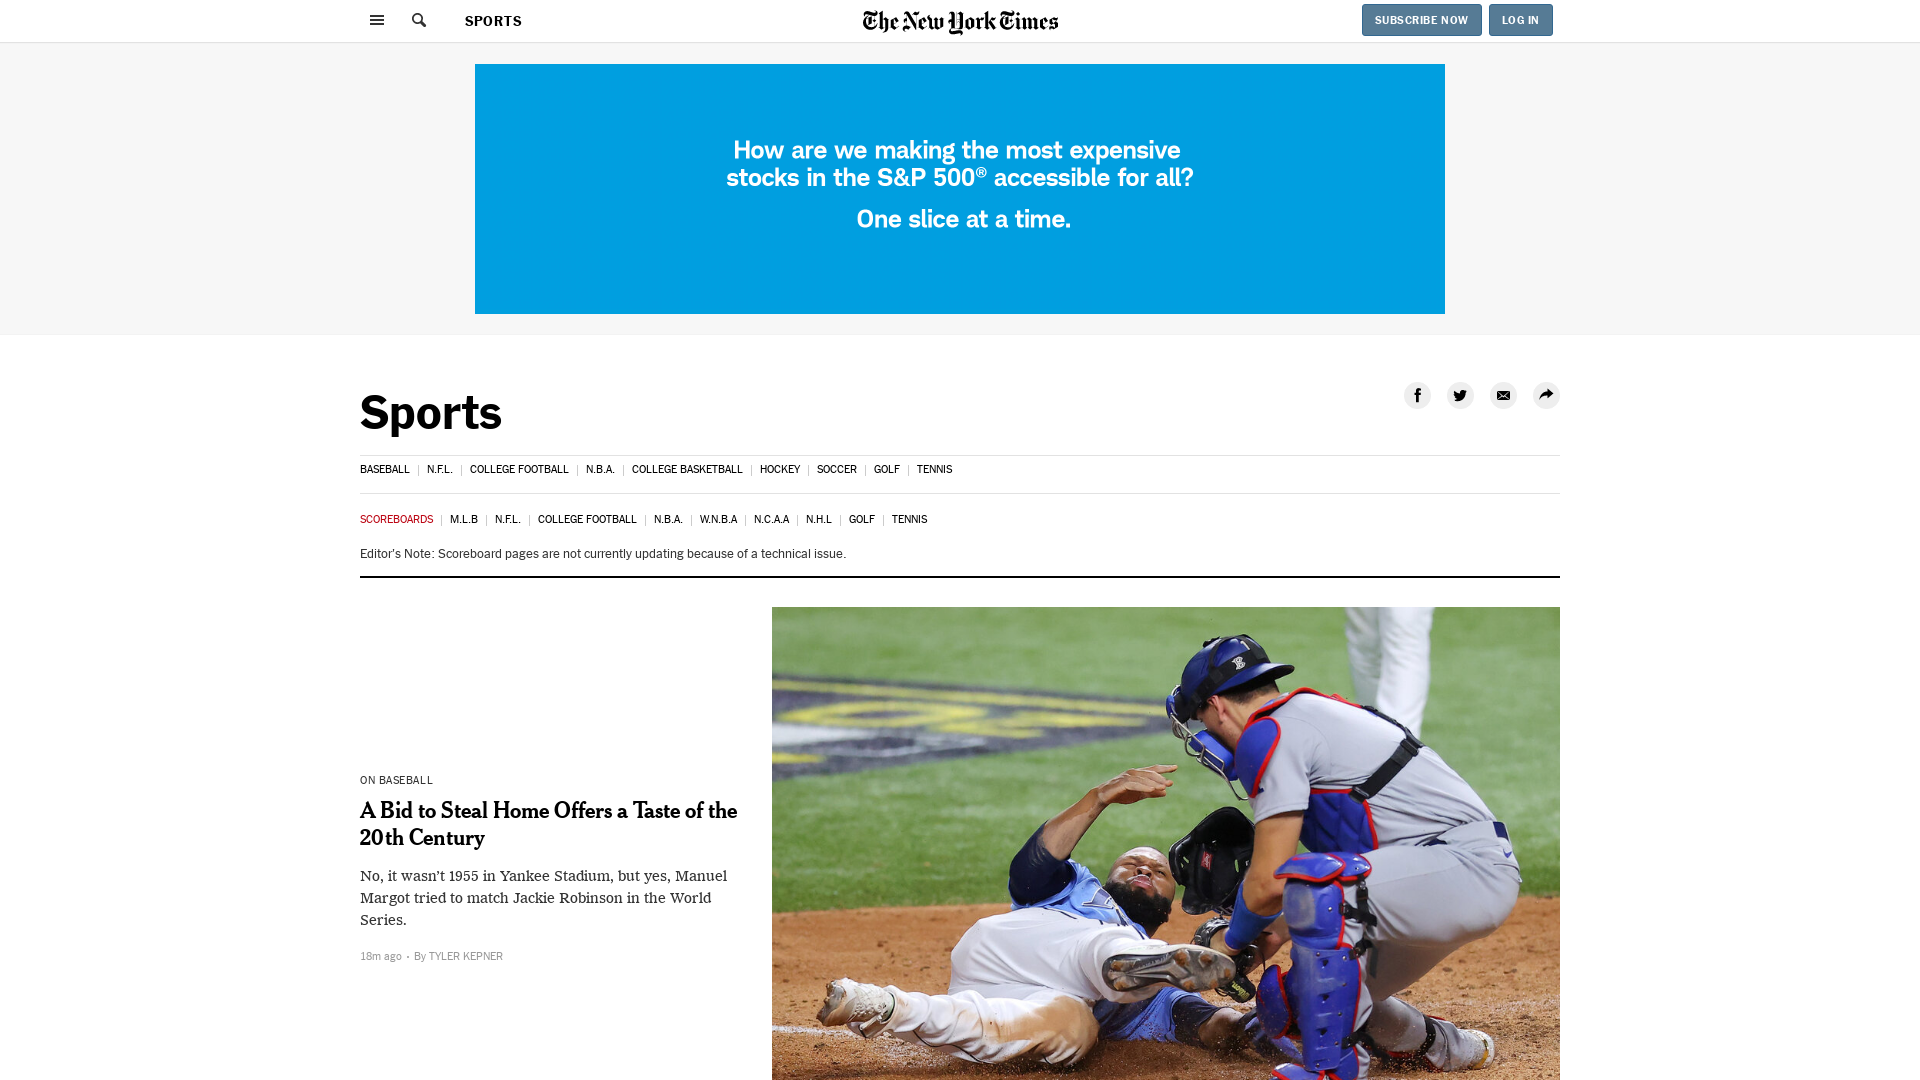 SPORTS
The New York Times
SUBSCRIBE NOW
LOG IN
How are we making the most expensive
stocks in the S&P 500® accessible for all?
One slice at a time.
Sports
BASEBALL | N.F.L. | COLLEGE FOOTBALL | N.B.A. | COLLEGE BASKETBALL | HOCKEY | SOCCER | GOLF | TENNIS
SCOREBOARDS | M.L.B | N.F.L. | COLLEGE FOOTBALL | N.B.A. | W.N.B.A | N.C.A.A | N.H.L | GOLF | TENNIS
Editor's Note: Scoreboard pages are not currently updating because of a technical issue.
ON BASEBALL
A Bid to Steal Home Offers a Taste of the
20th Century
No, it wasn’t 1955 in Yankee Stadium, but yes, Manuel
Margot tried to match Jackie Robinson in the World
Series.
18m ago • By TYLER KEPNER